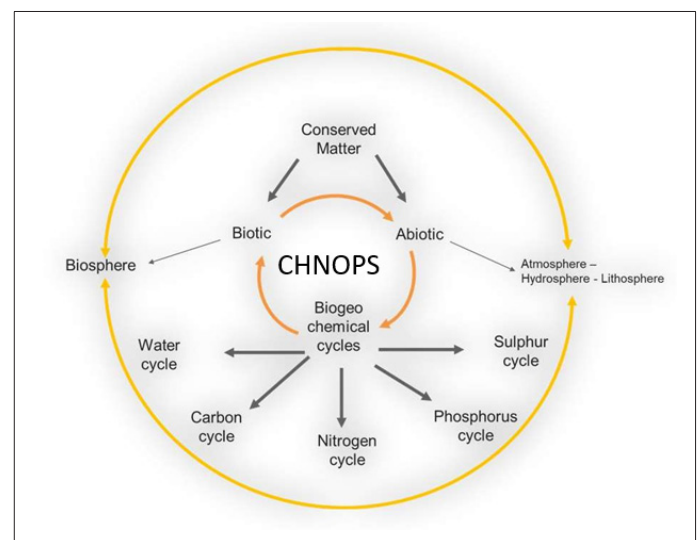 Conserved
Matter
Biotic
Abiotic
Biosphere
CHNOPS
Atmosphere –
Hydrosphere - Lithosphere
Biogeo
chemical
cycles
Water
cycle
Sulphur
cycle
Carbon
cycle
Nitrogen
cycle
Phosphorus
cycle